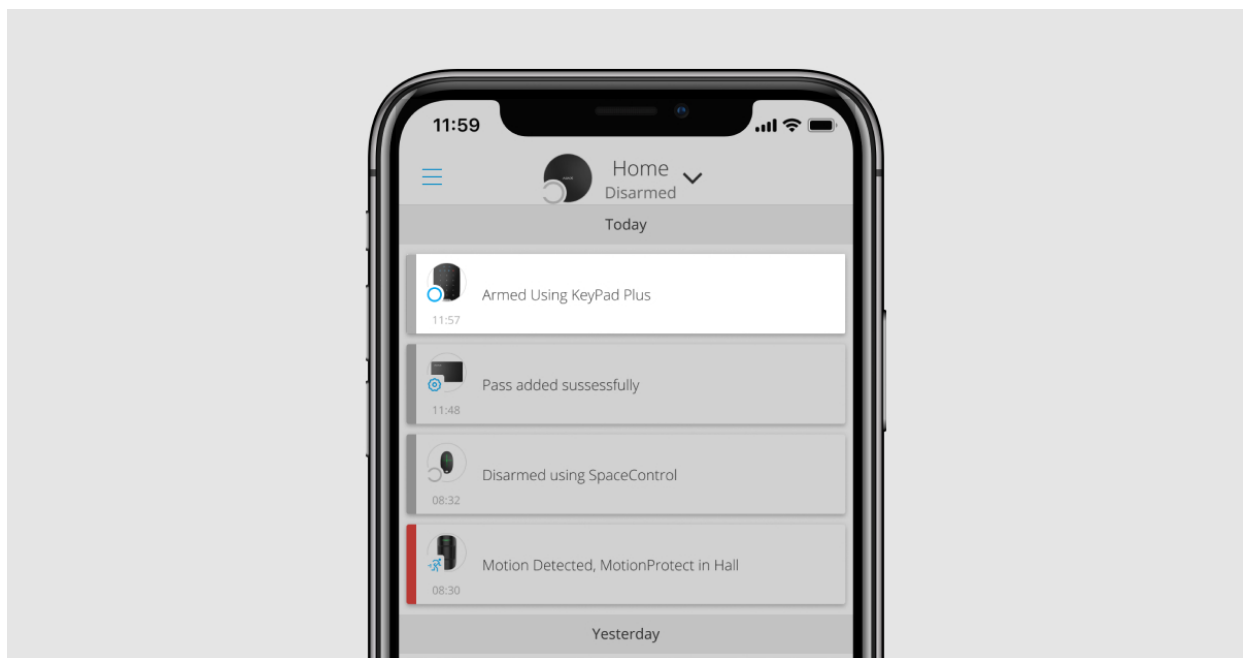 11:59
Home
Disarmed
Today
Armed Using KeyPad Plus
11:57
Pass added sussessfully
11:48
Disarmed using SpaceControl
08:32
Motion Detected, MotionProtect in Hall
08:30
Yesterday